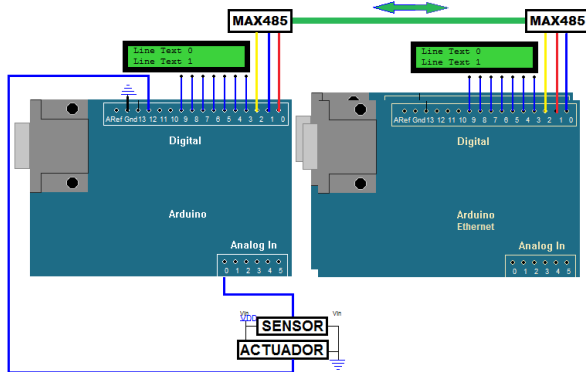 MAX485
MAX485
Line Text 0
Line Text 1
Line Text 0
Line Text 1
ARef Gnd 13 12 11 10 9 8 7 6 5 4 3 2 1 0
ARef Gnd 13 12 11 10 9 8 7 6 5 4 3 2 1 0
Digital
Digital
Arduino
Arduino
Ethernet
Analog In
0 1 2 3 4 5
Analog In
0 1 2 3 4 5
Vin
VDD
Vin
SENSOR
ACTUADOR